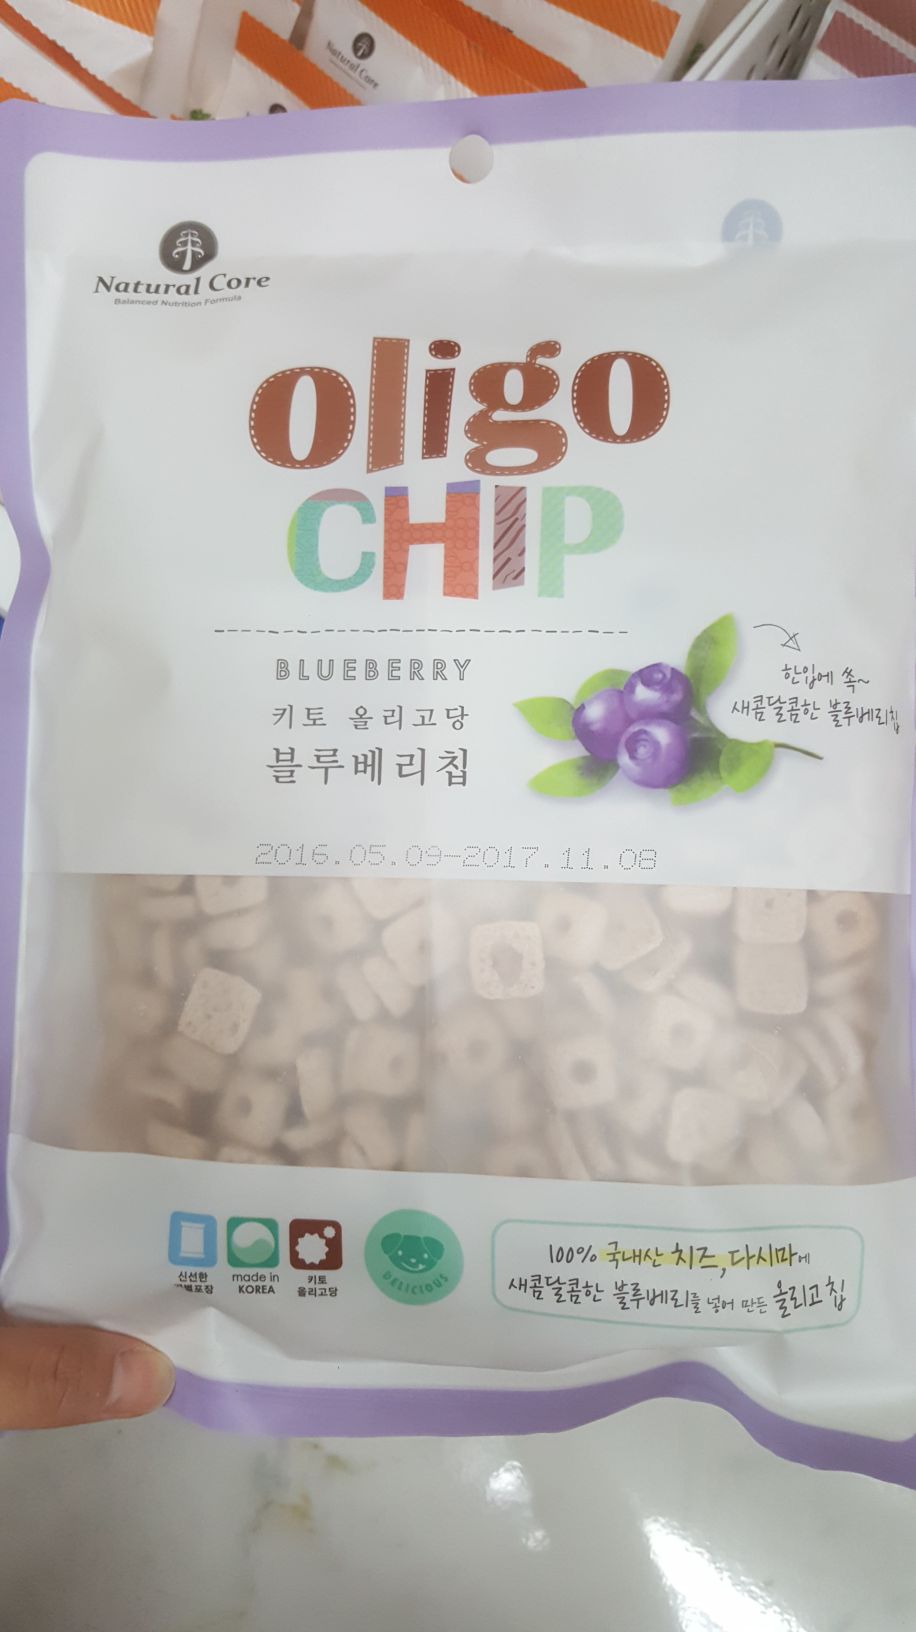 Natural Core
Natural Core
Balanced Nutrition Formula
oligo
CHIP
BLUEBERRY
키토 올리고당
블루베리칩
한입에 쏙~
새콤달콤한 블루베리칩
2016.05.09-2017.11.08
신선한
made in
KOREA
키토
올리고당
DELICIOUS
100% 국내산 치즈, 다시마에
새콤달콤한 블루베리를 넣어 만든 올리고칩